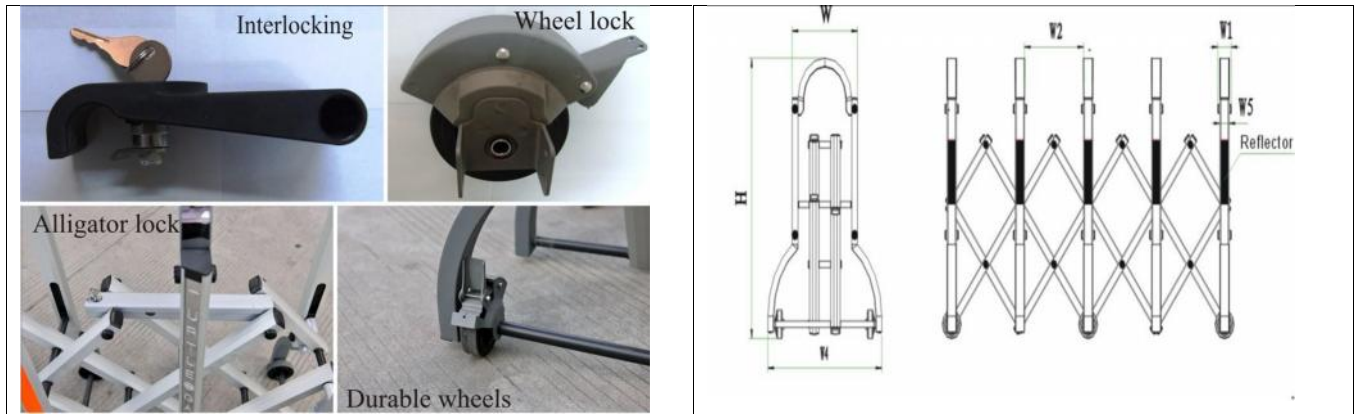 Interlocking
Wheel lock
Alligator lock
Durable wheels
W
W2
W1
W5
Reflector
H
W4